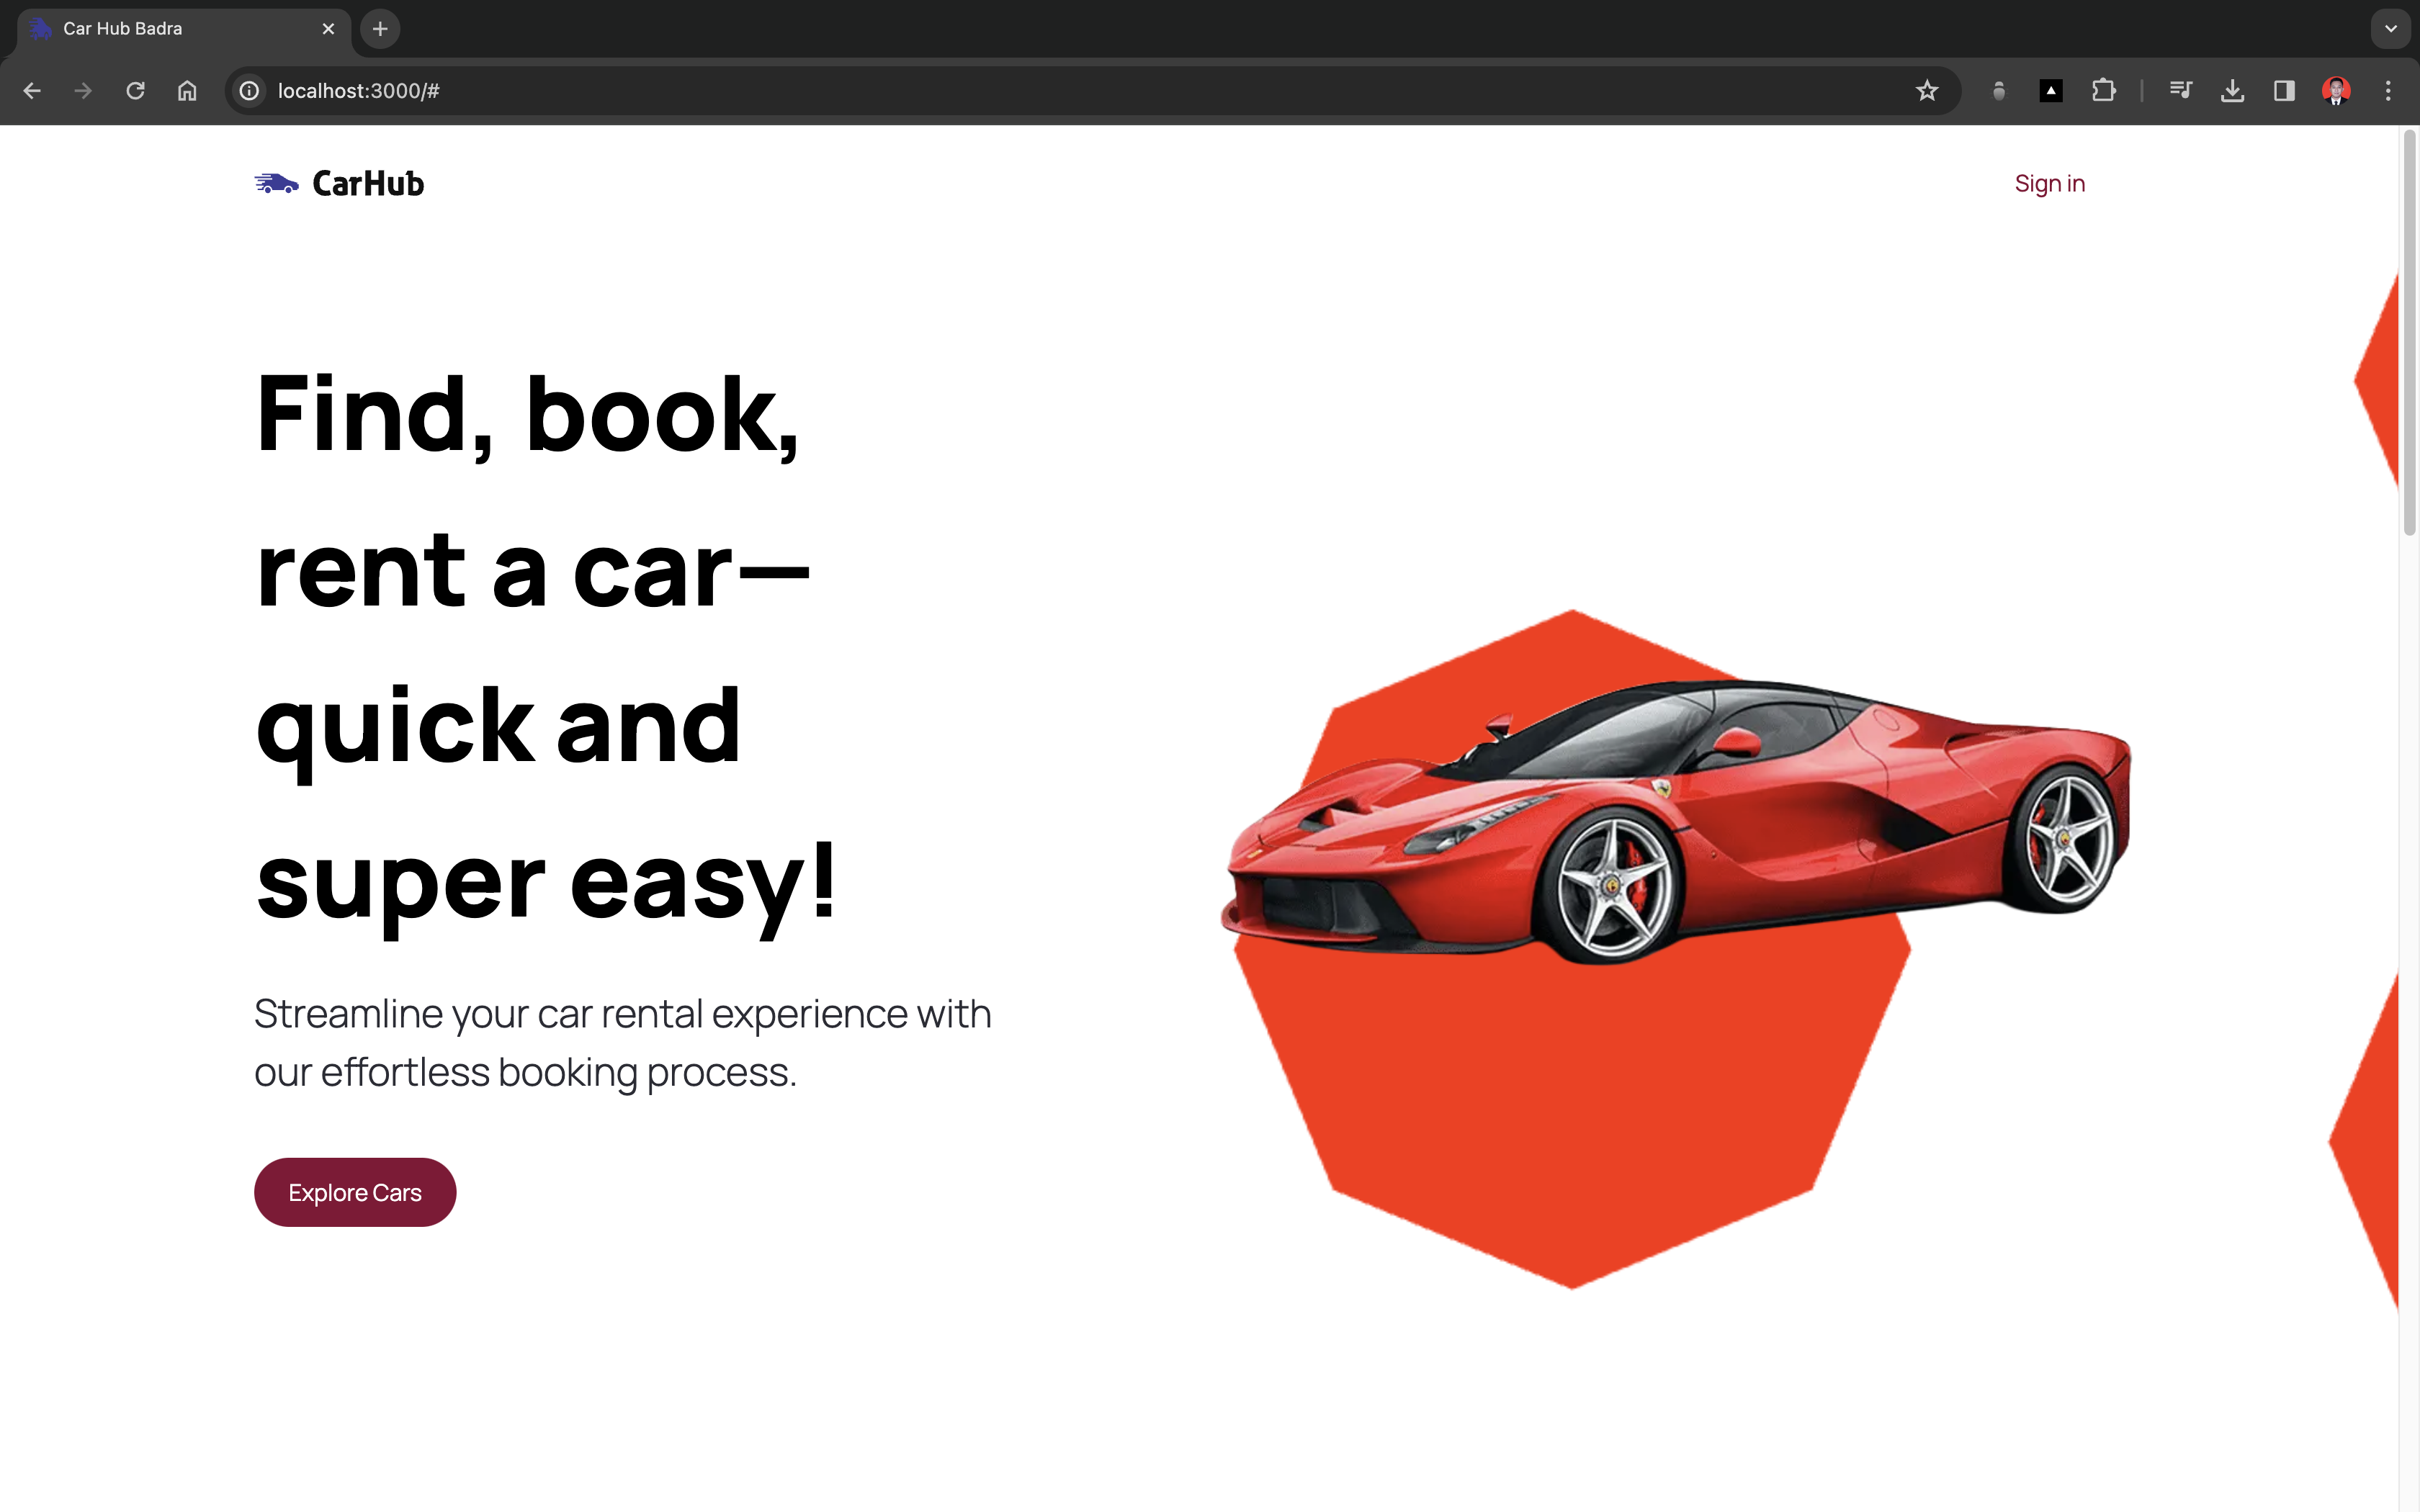 Car Hub Badra
localhost:3000/#
CarHub
Sign in
Find, book,
rent a car—
quick and
super easy!
Streamline your car rental experience with
our effortless booking process.
Explore Cars